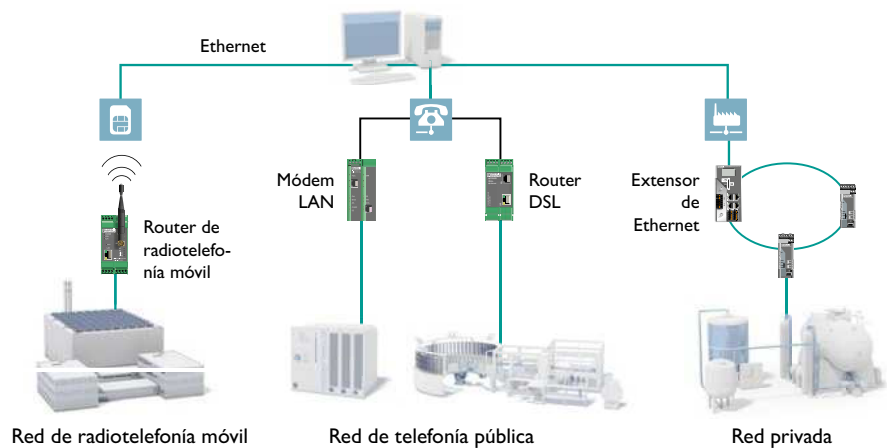 Ethernet
Módem
LAN
Router
DSL
Extensor
de
Ethernet
Router de
radiotelefo-
nía móvil
Red de radiotelefonía móvil
Red de telefonía pública
Red privada